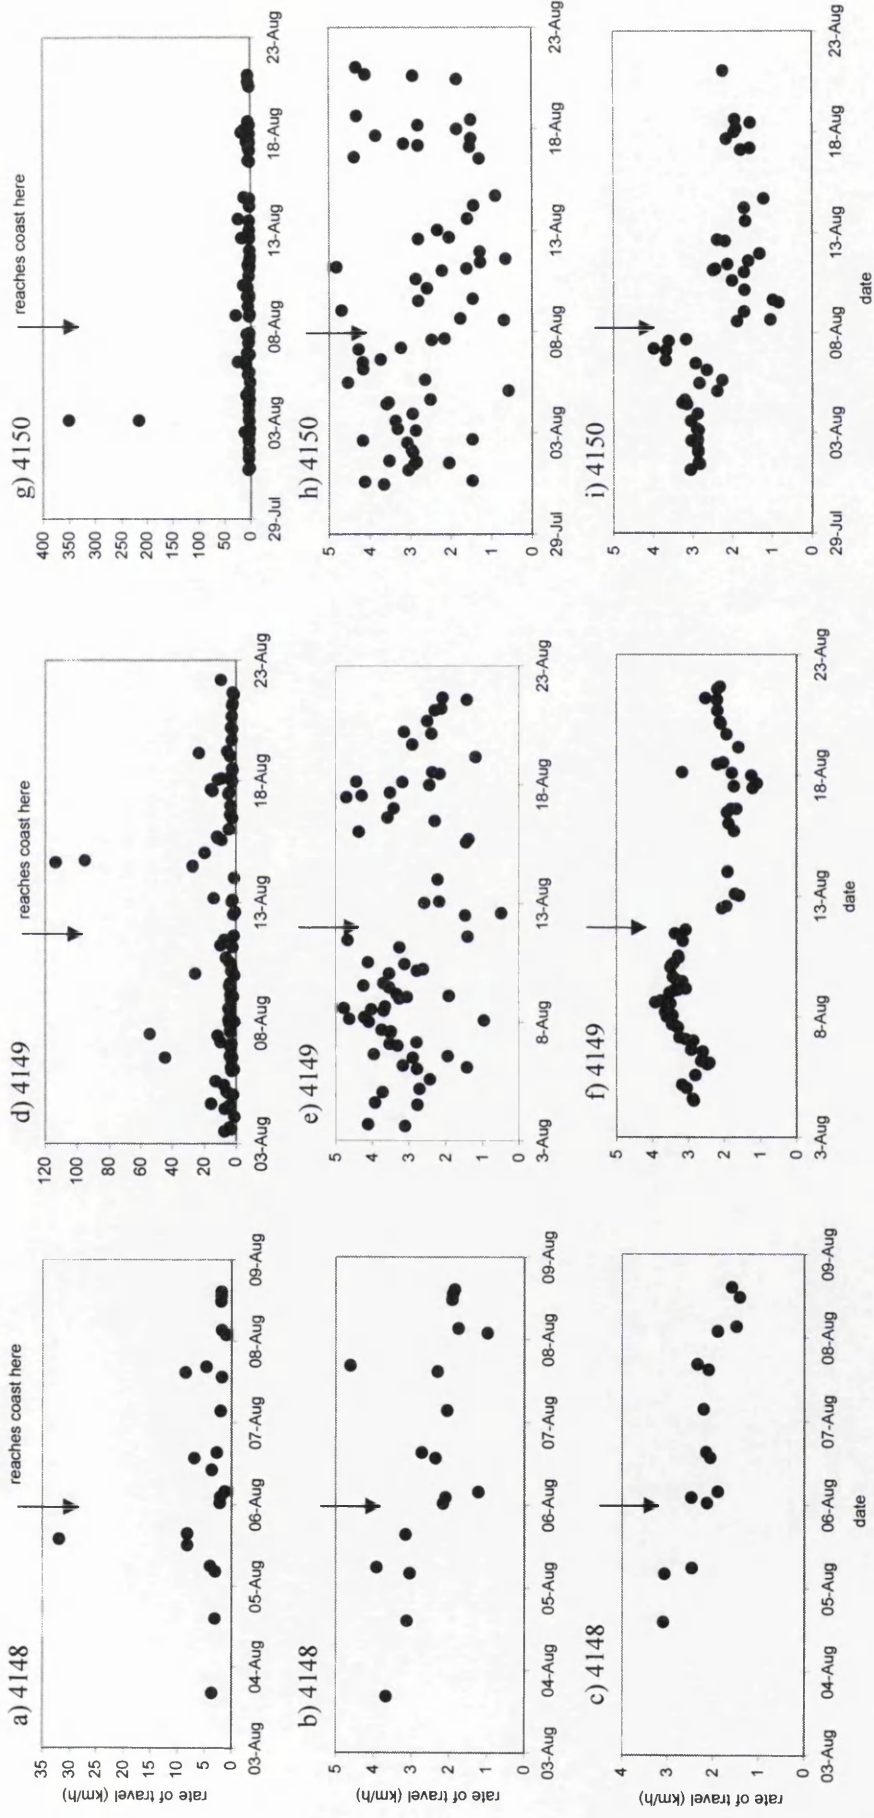 a) 4148
reaches coast here
rate of travel (km/h)
35
30
25
20
15
10
5
0
03-Aug
04-Aug
05-Aug
06-Aug
07-Aug
08-Aug
09-Aug
b) 4148
rate of travel (km/h)
5
4
3
2
1
0
03-Aug
04-Aug
05-Aug
06-Aug
07-Aug
08-Aug
09-Aug
c) 4148
rate of travel (km/h)
4
3
2
1
0
03-Aug
04-Aug
05-Aug
06-Aug
07-Aug
08-Aug
09-Aug
date
d) 4149
reaches coast here
120
100
80
60
40
20
0
03-Aug
08-Aug
13-Aug
18-Aug
23-Aug
e) 4149
5
4
3
2
1
0
3-Aug
8-Aug
13-Aug
18-Aug
23-Aug
f) 4149
5
4
3
2
1
0
3-Aug
8-Aug
13-Aug
18-Aug
23-Aug
date
g) 4150
reaches coast here
400
350
300
250
200
150
100
50
0
29-Jul
03-Aug
08-Aug
13-Aug
18-Aug
23-Aug
h) 4150
5
4
3
2
1
0
29-Jul
03-Aug
08-Aug
13-Aug
18-Aug
23-Aug
i) 4150
5
4
3
2
1
0
29-Jul
03-Aug
08-Aug
13-Aug
18-Aug
23-Aug
date